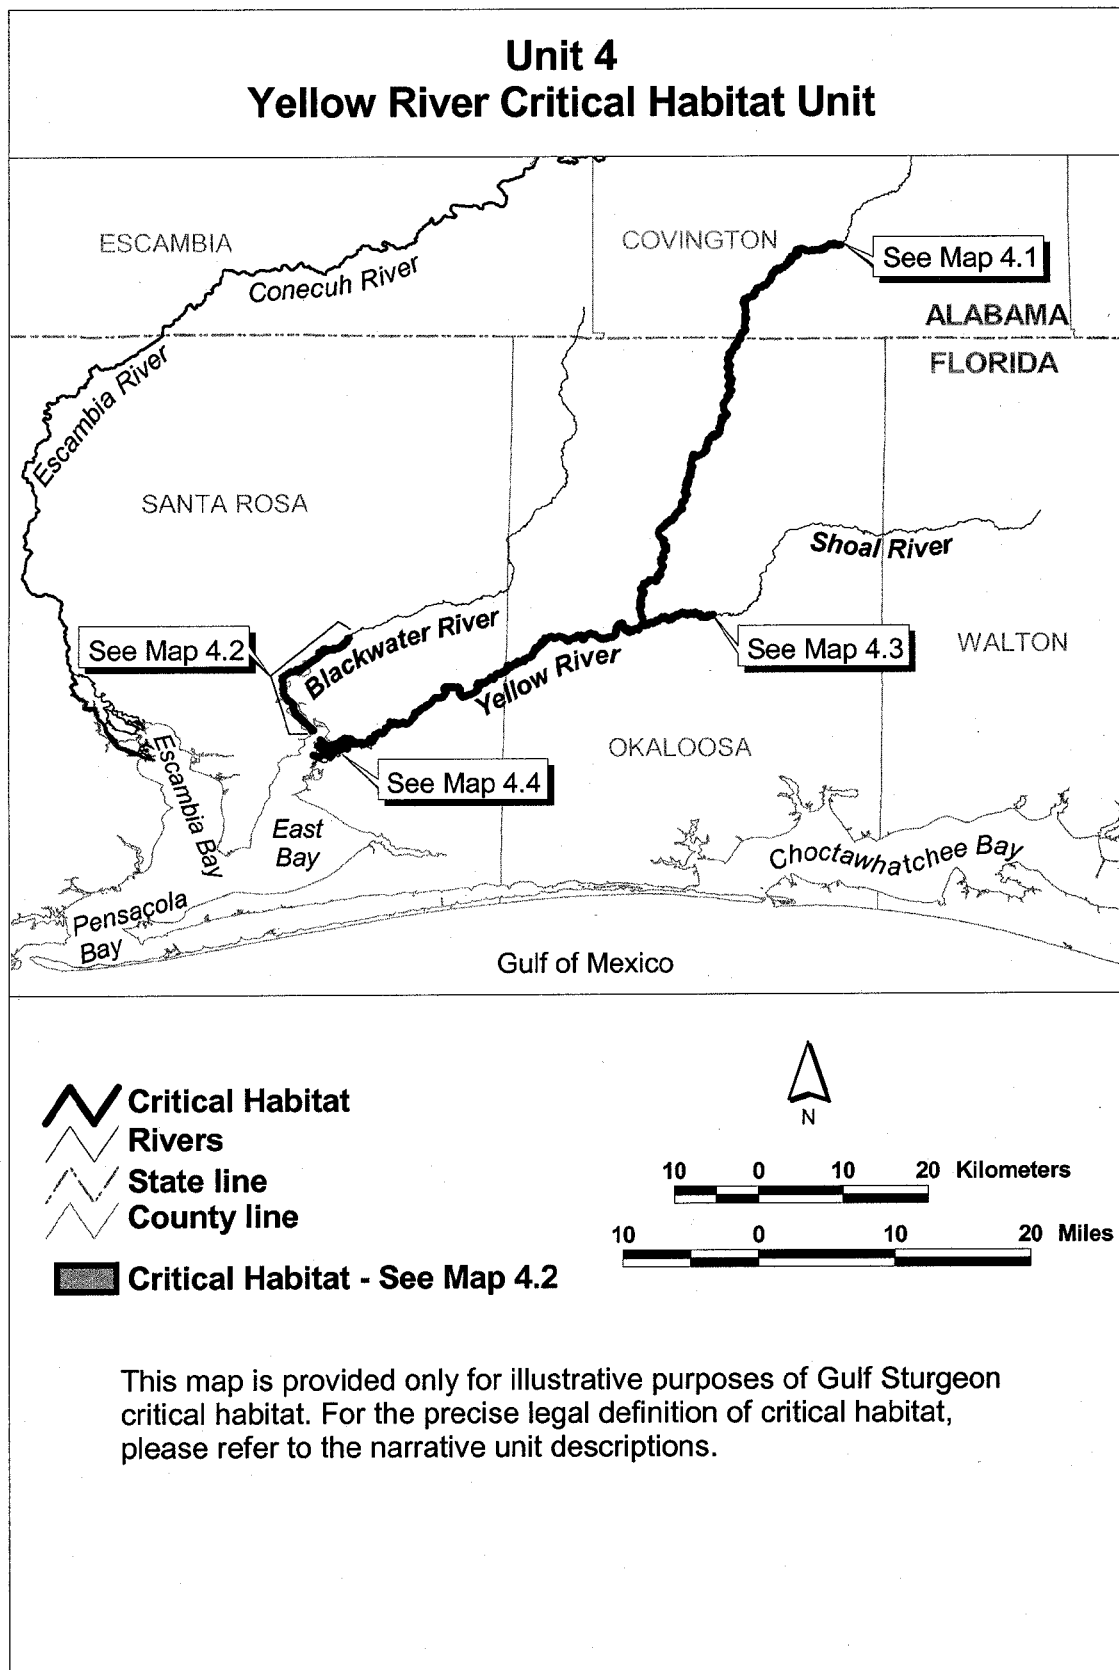 Unit 4
Yellow River Critical Habitat Unit
ESCAMBIA
COVINGTON
See Map 4.1
Conecuh River
ALABAMA
FLORIDA
Escambia River
SANTA ROSA
Shoal River
See Map 4.2
Blackwater River
See Map 4.3
WALTON
Yellow River
OKALOOSA
Escambia Bay
See Map 4.4
East
Bay
Choctawhatchee Bay
Pensacola
Bay
Gulf of Mexico
Critical Habitat
Rivers
State line
County line
Critical Habitat - See Map 4.2
N
10 0 10 20 Kilometers
10 0 10 20 Miles
This map is provided only for illustrative purposes of Gulf Sturgeon
critical habitat. For the precise legal definition of critical habitat,
please refer to the narrative unit descriptions.